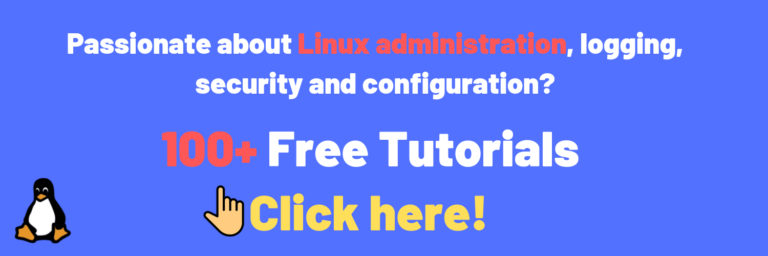 Passionate about Linux administration, logging,
security and configuration?
100+ Free Tutorials
Click here!